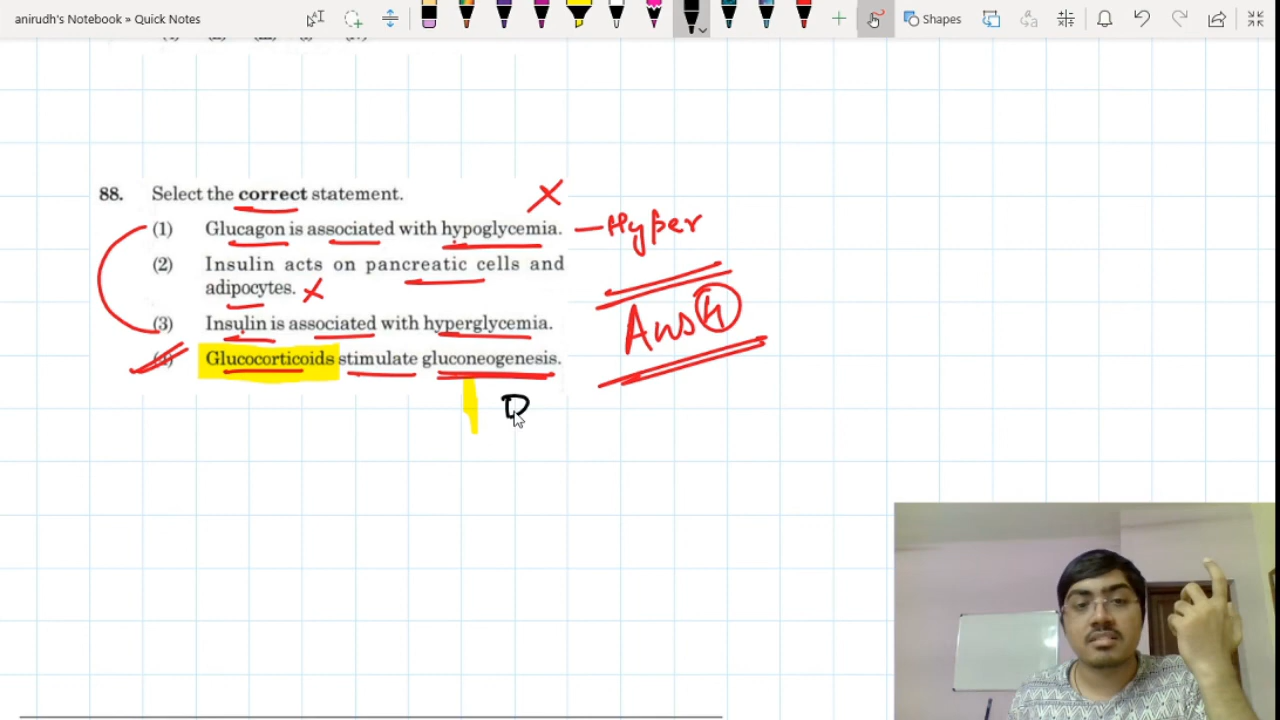 anirudh's Notebook » Quick Notes
Shapes
88. Select the correct statement.
(1) Glucagon is associated with hypoglycemia. — Hyper
(2) Insulin acts on pancreatic cells and
adipocytes. X
(3) Insulin is associated with hyperglycemia.
(4) Glucocorticoids stimulate gluconeogenesis.
Ans (4)